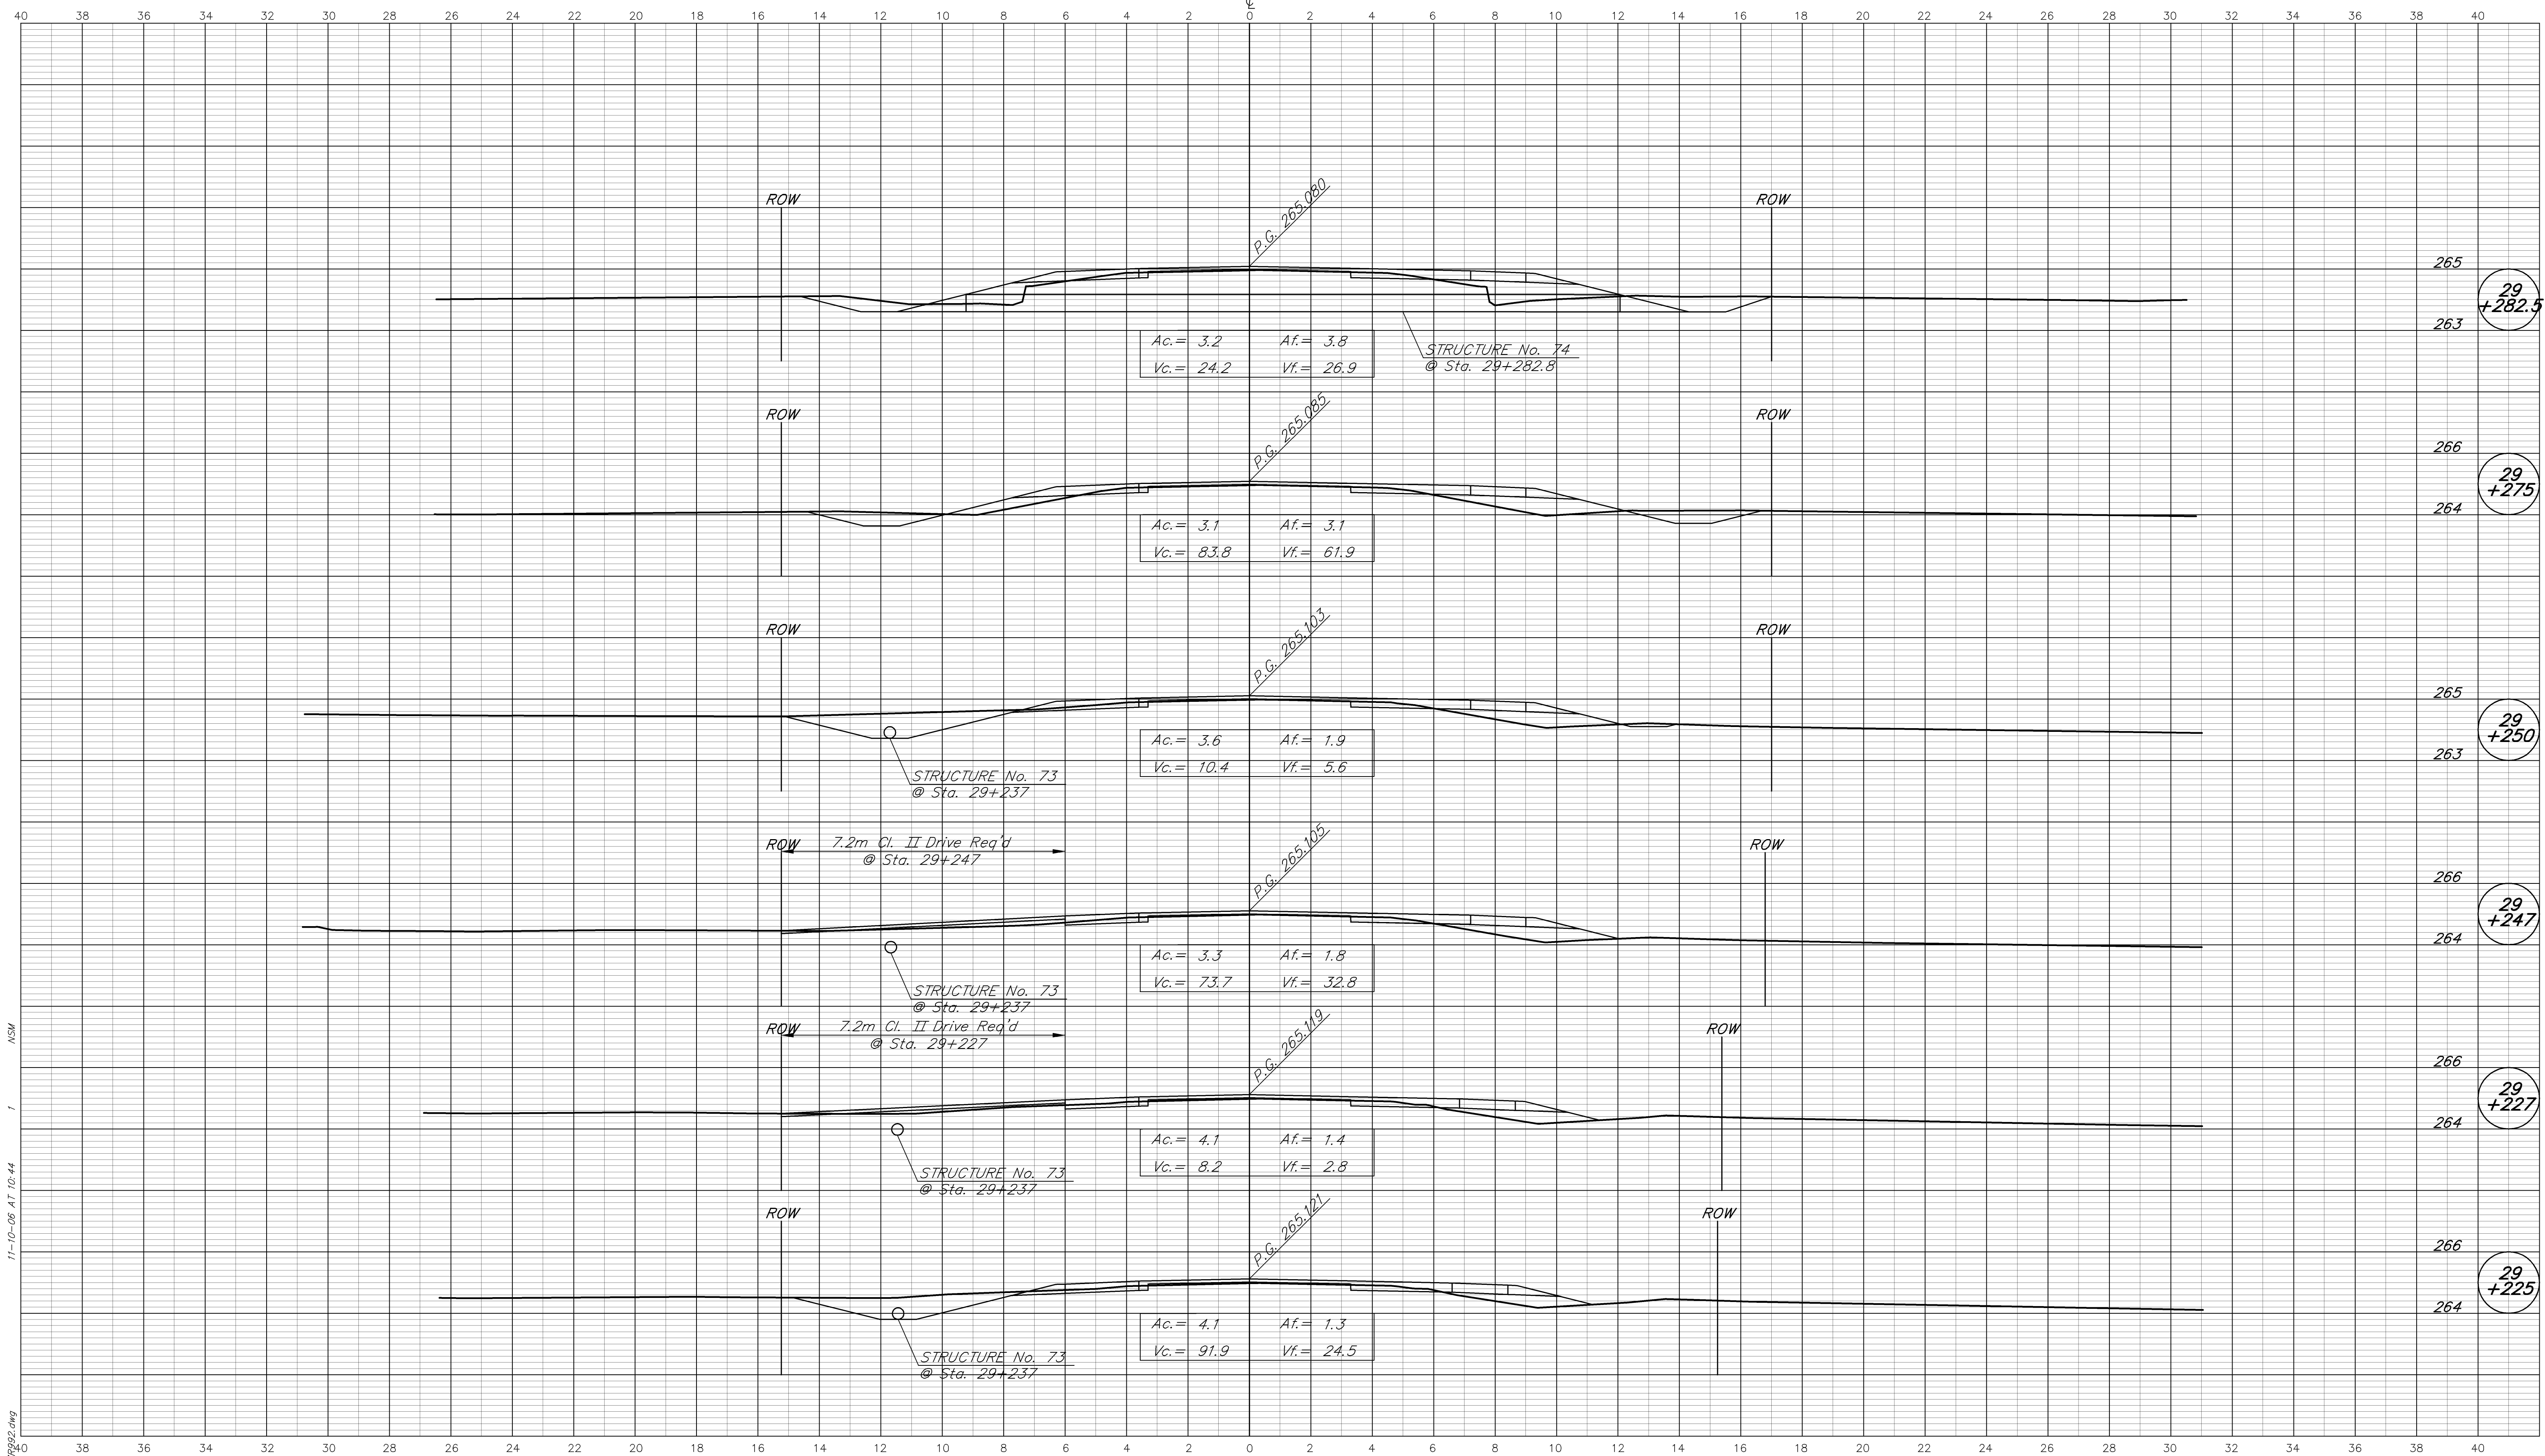 40 38 36 34 32 30 28 26 24 22 20 18 16 14 12 10 8 6 4 2 0 2 4 6 8 10 12 14 16 18 20 22 24 26 28 30 32 34 36 38 40
ROW
P.G. 265.080
ROW
265
29
+282.5
263
Ac.= 3.2 Af.= 3.8
Vc.= 24.2 Vf.= 26.9
STRUCTURE No. 74
@ Sta. 29+282.8
ROW
P.G. 265.085
ROW
266
29
+275
264
Ac.= 3.1 Af.= 3.1
Vc.= 83.8 Vf.= 61.9
ROW
P.G. 265.103
ROW
265
29
+250
263
Ac.= 3.6 Af.= 1.9
Vc.= 10.4 Vf.= 5.6
STRUCTURE No. 73
@ Sta. 29+237
ROW
7.2m Cl. II Drive Req'd
@ Sta. 29+247
P.G. 265.105
ROW
266
29
+247
264
Ac.= 3.3 Af.= 1.8
Vc.= 73.7 Vf.= 32.8
STRUCTURE No. 73
@ Sta. 29+237
ROW
7.2m Cl. II Drive Req'd
@ Sta. 29+227
P.G. 265.119
ROW
266
29
+227
264
Ac.= 4.1 Af.= 1.4
Vc.= 8.2 Vf.= 2.8
STRUCTURE No. 73
@ Sta. 29+237
ROW
P.G. 265.121
ROW
266
29
+225
264
Ac.= 4.1 Af.= 1.3
Vc.= 91.9 Vf.= 24.5
STRUCTURE No. 73
@ Sta. 29+237
40 38 36 34 32 30 28 26 24 22 20 18 16 14 12 10 8 6 4 2 0 2 4 6 8 10 12 14 16 18 20 22 24 26 28 30 32 34 36 38 40
11-10-06 AT 10:44 1 NSM